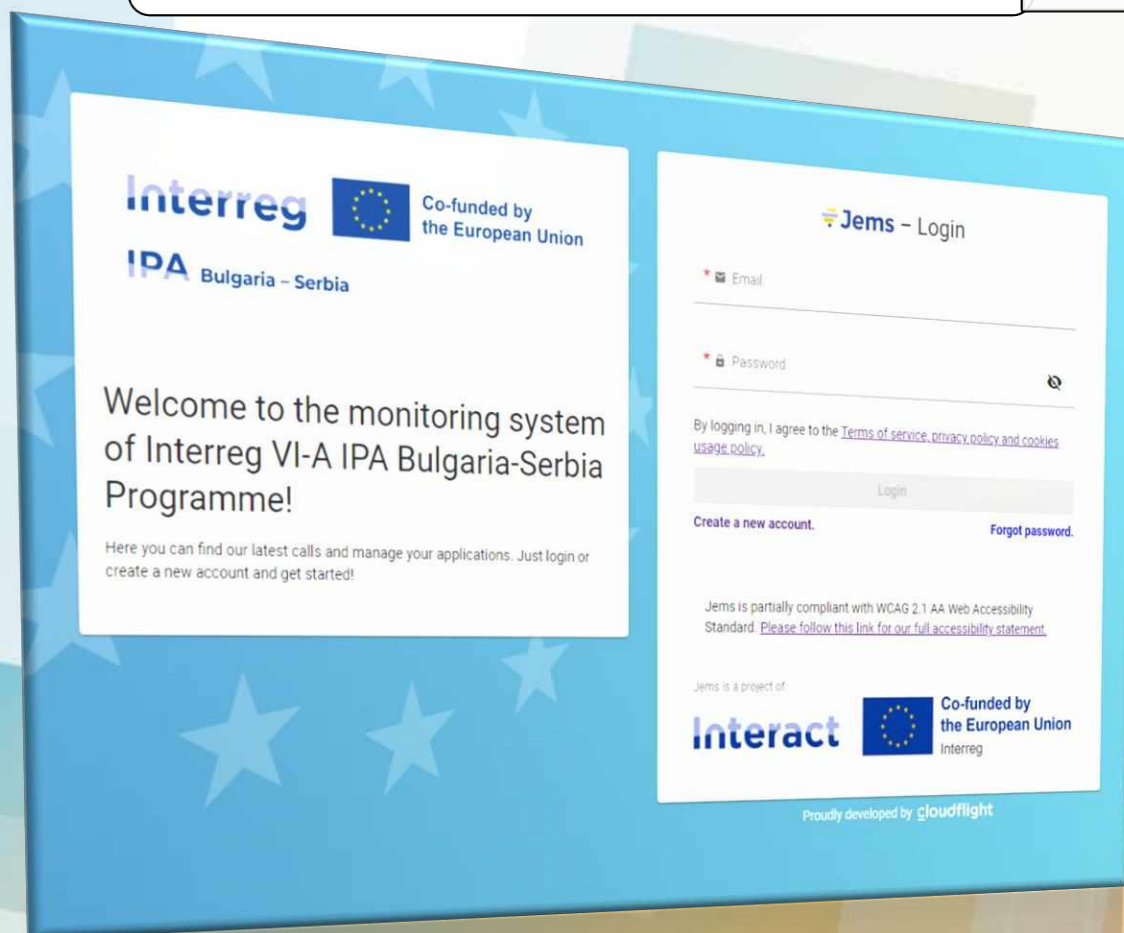 Interreg
Co-funded by
the European Union
IPA Bulgaria – Serbia
Welcome to the monitoring system
of Interreg VI-A IPA Bulgaria-Serbia
Programme!
Here you can find our latest calls and manage your applications. Just login or
create a new account and get started!
Jems – Login
* Email
* Password
By logging in, I agree to the Terms of service, privacy policy and cookies
usage policy.
Login
Create a new account.
Forgot password.
Jems is partially compliant with WCAG 2.1 AA Web Accessibility
Standard. Please follow this link for our full accessibility statement.
Jems is a project of
Interact
Co-funded by
the European Union
Interreg
Proudly developed by cloudflight